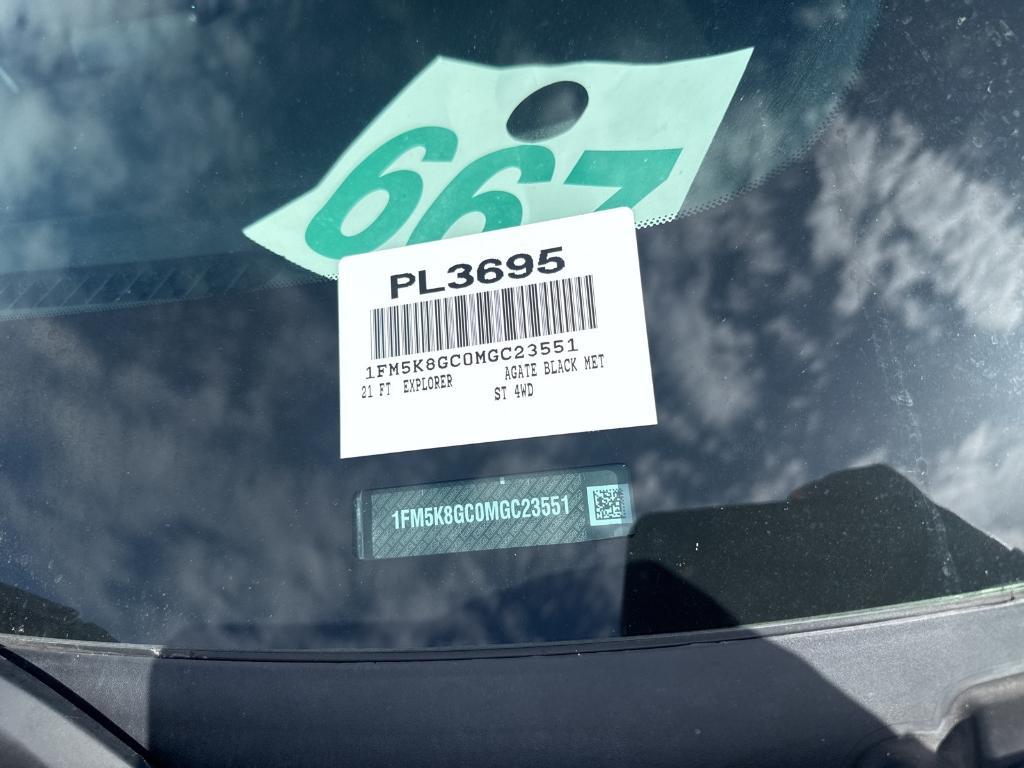 667
PL3695
1FM5K8GC0MGC23551
21 FT EXPLORER AGATE BLACK MET
ST 4WD
1FM5K8GC0MGC23551